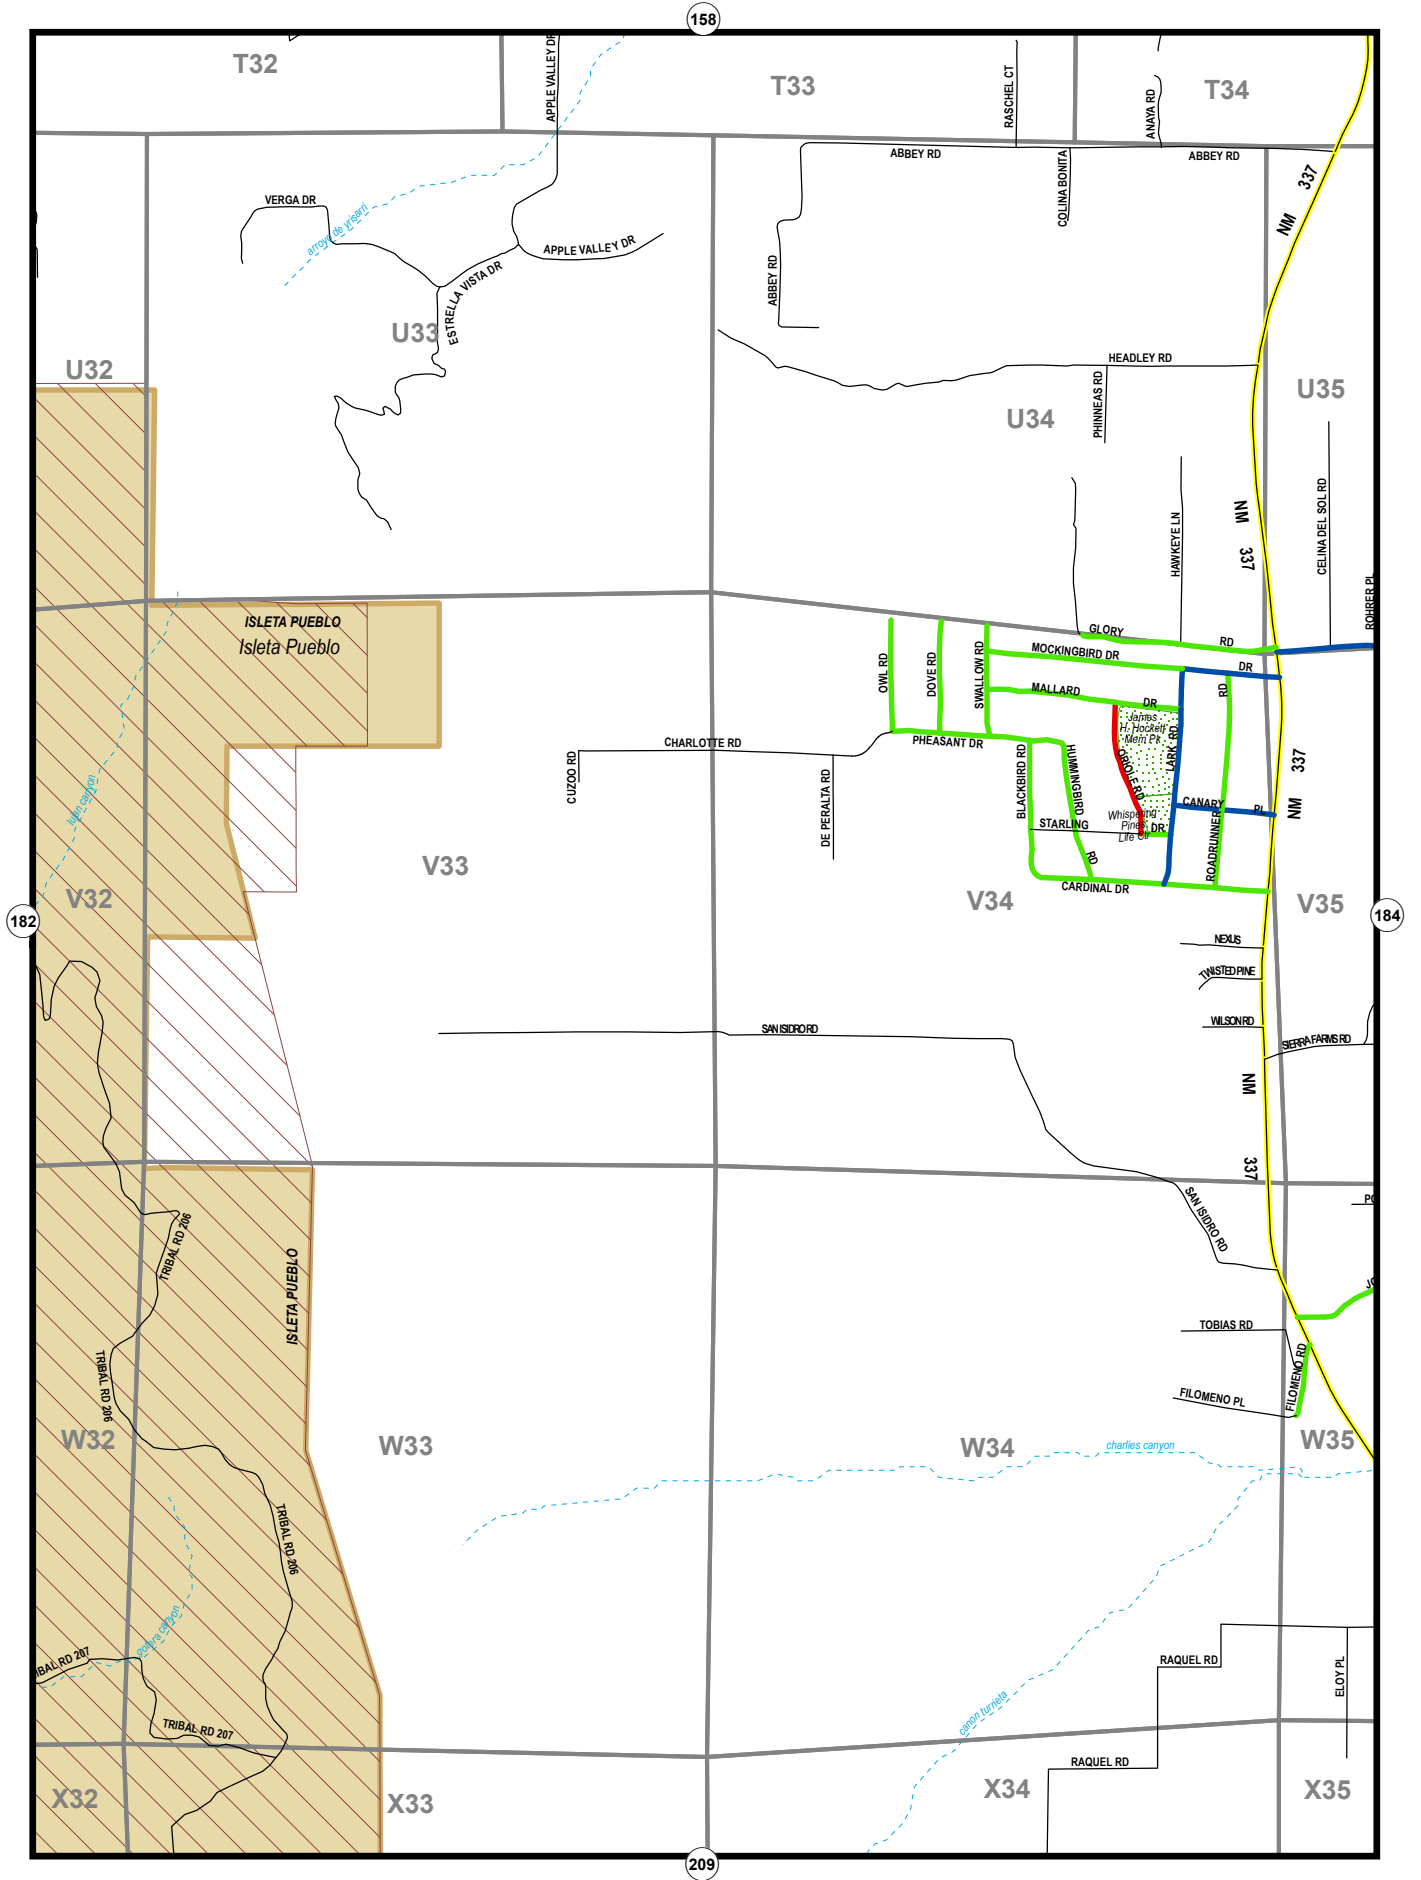 158
T32
T33
T34
APPLE VALLEY DR
RASCHEL CT
ANAYA RD
ABBEY RD
ABBEY RD
COLINA BONITA
337
NM
VERGA DR
arroyo de yrisarri
APPLE VALLEY DR
ESTRELLA VISTA DR
ABBEY RD
U33
U32
HEADLEY RD
PHINNEAS RD
U34
U35
HAWKEYE LN
NM
337
CELINA DEL SOL RD
ROHRER PL
ISLETA PUEBLO
Isleta Pueblo
GLORY
RD
MOCKINGBIRD DR
DR
OWL RD
DOVE RD
SWALLOW RD
MALLARD
DR
RD
James
H. Hockett
Mem Pk
LARK RD
ORIOLE RD
CHARLOTTE RD
PHEASANT DR
CUZOO RD
DE PERALTA RD
BLACKBIRD RD
HUMMINGBIRD
RD
337
NM
CANARY
PL
STARLING
DR
Whispering
Pines
Life Ctr
ROADRUNNER
CARDINAL DR
lujan canyon
V33
V32
V34
V35
182
184
NEXUS
TWISTED PINE
WILSON RD
SAN ISIDRO RD
SIERRA FARMS RD
NM
337
SAN ISIDRO RD
TRIBAL RD 206
ISLETA PUEBLO
TOBIAS RD
FILOMENO RD
FILOMENO PL
TRIBAL RD 206
W32
W33
W34
W35
charlies canyon
TRIBAL RD 206
IBAL RD 207
TRIBAL RD 207
canon turrieta
RAQUEL RD
ELOY PL
RAQUEL RD
X32
X33
X34
X35
209